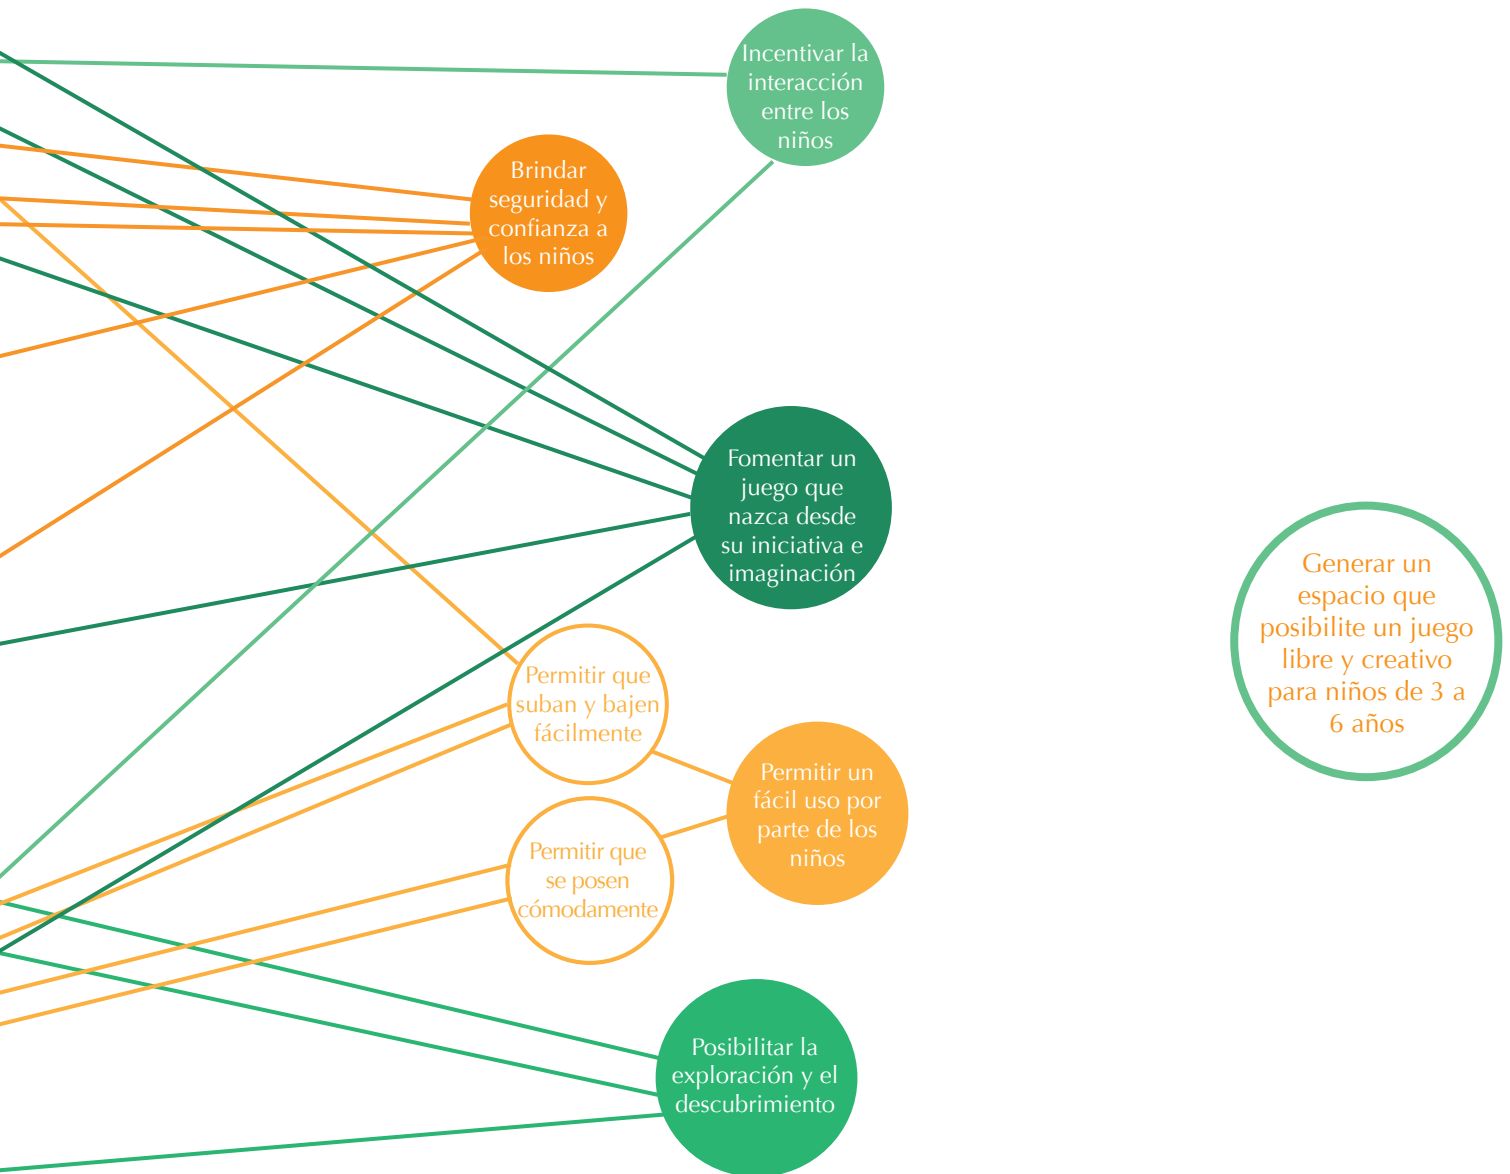 Incentivar la
interacción
entre los
niños
Brindar
seguridad y
confianza a
los niños
Fomentar un
juego que
nazca desde
su iniciativa e
imaginación
Generar un
espacio que
posibilite un juego
libre y creativo
para niños de 3 a
6 años
Permitir que
suban y bajen
fácilmente
Permitir un
fácil uso por
parte de los
niños
Permitir que
se posen
cómodamente
Posibilitar la
exploración y el
descubrimiento